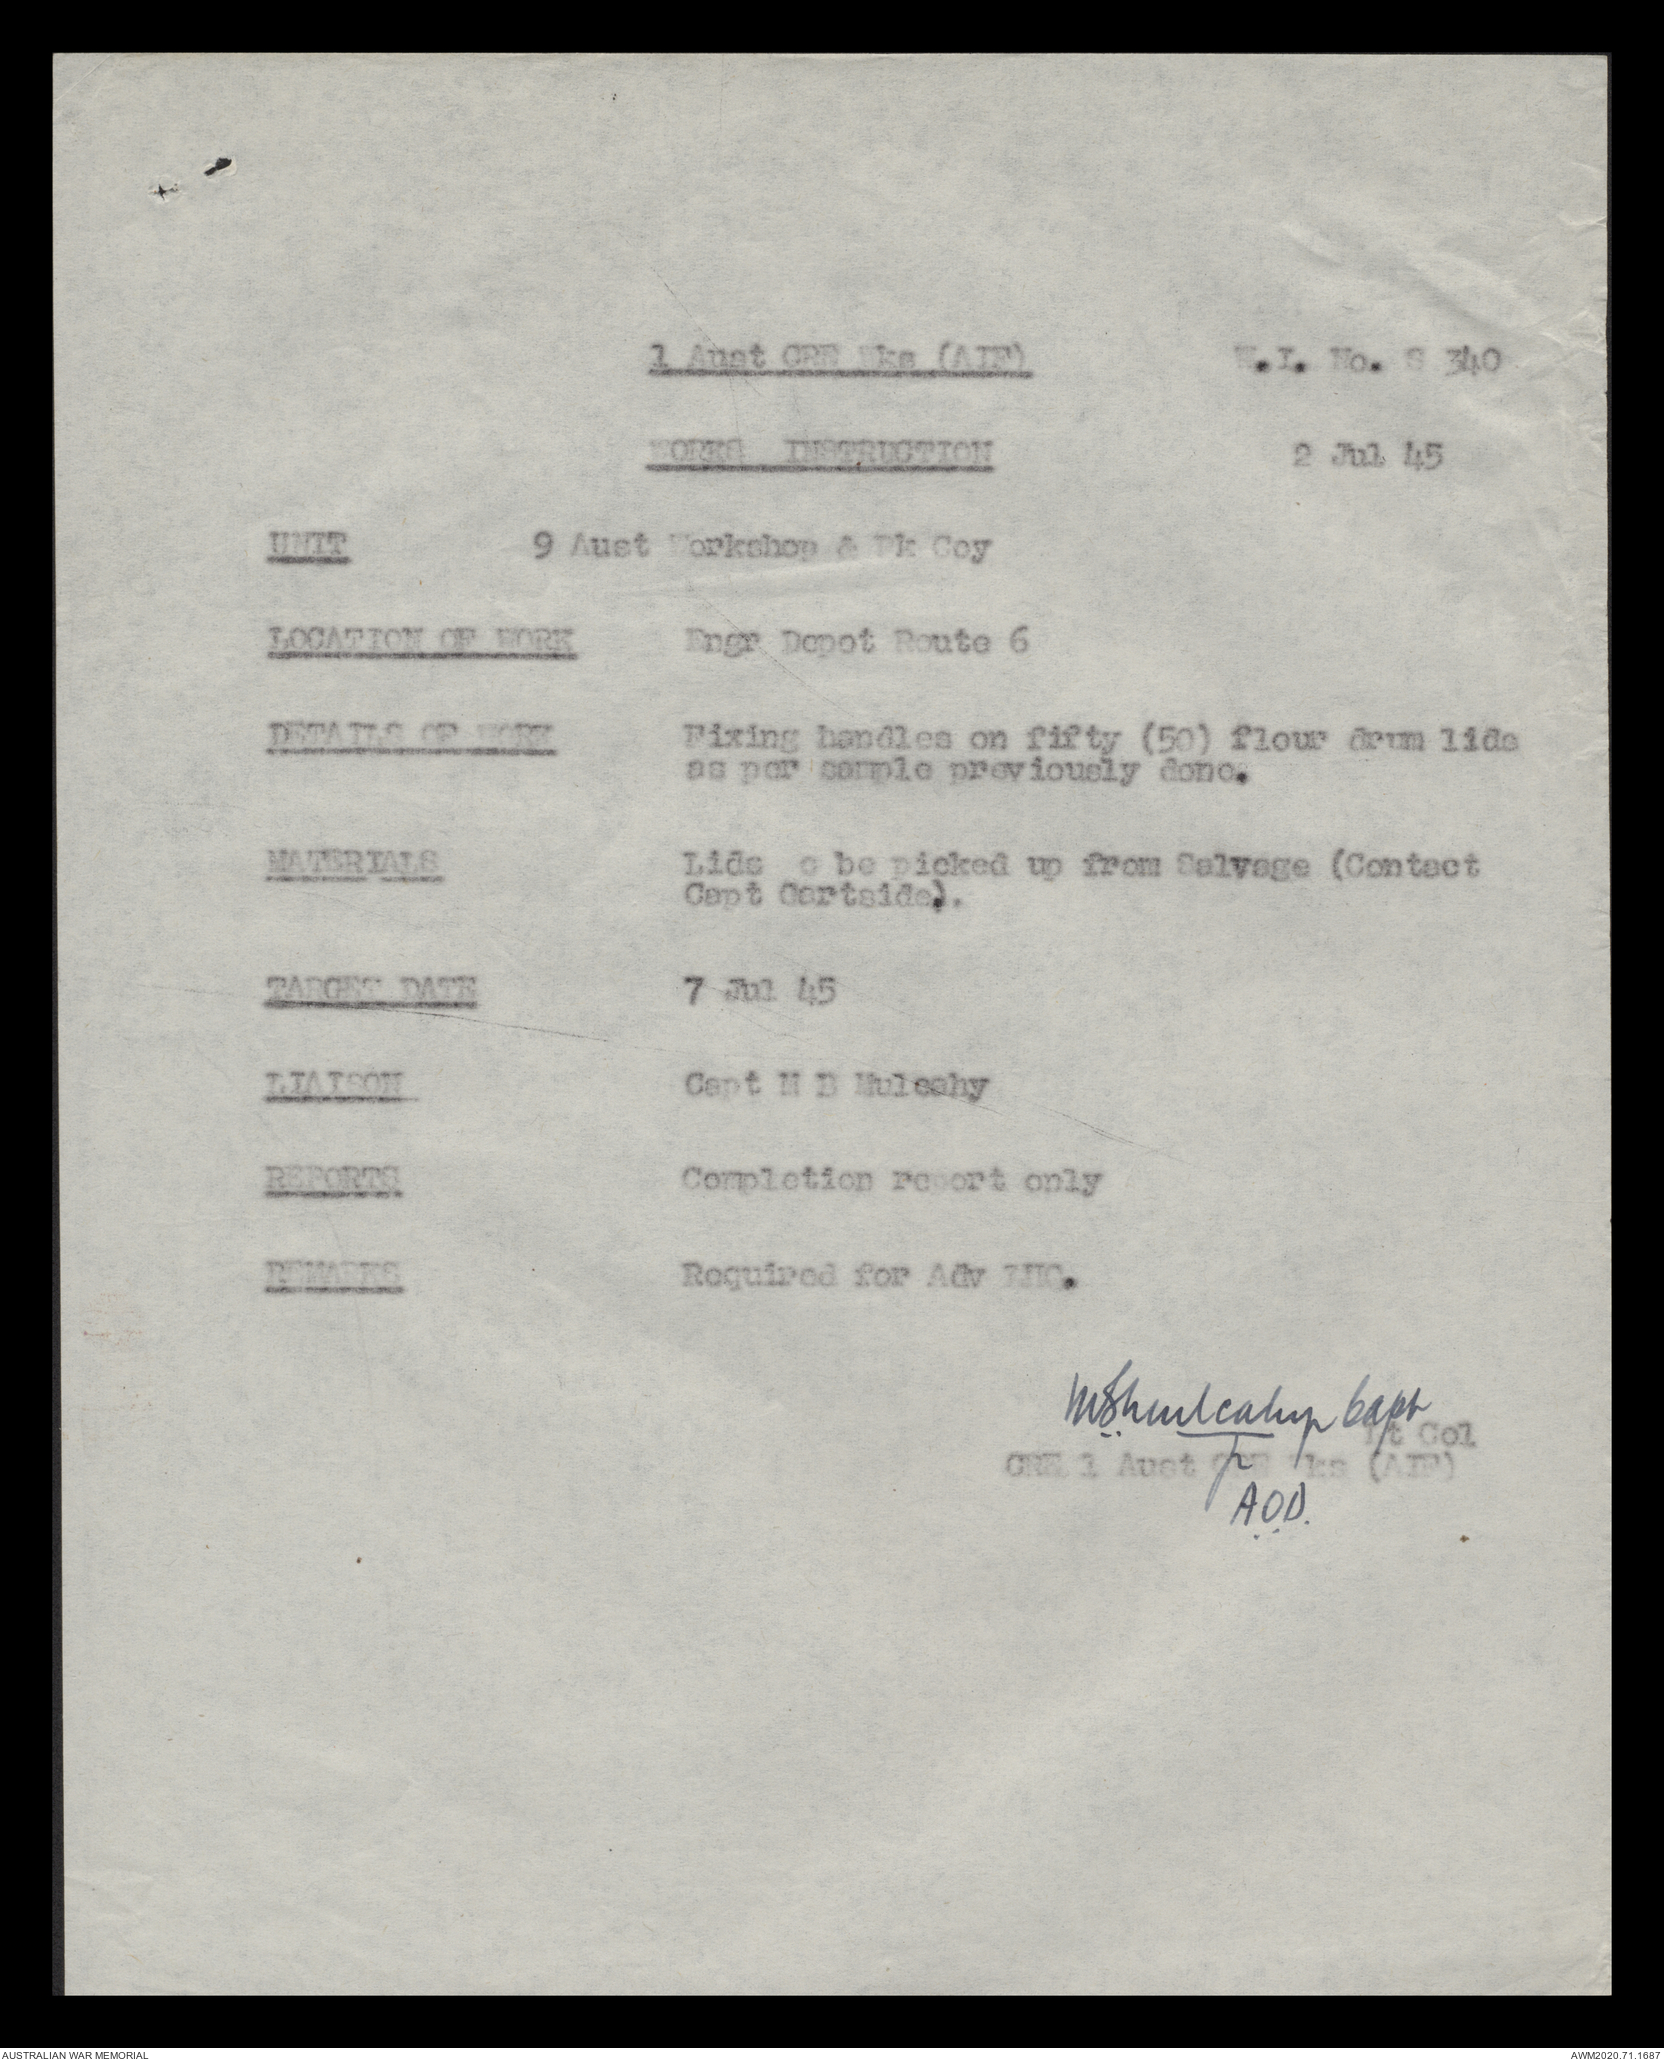 1 Aust CRE Wks (AIF) W.I. No. S 340
WORKS INSTRUCTION 2 Jul 45
UNIT 9 Aust Workshop & Pk Coy
LOCATION OF WORK Engr Depot Route 6
DETAILS OF WORK Fixing handles on fifty (50) flour drum lids
as per sample previously done.
MATERIALS Lids o be picked up from Salvage (Contact
Capt Gartside).
TARGET DATE 7 Jul 45
LIAISON Capt M B Mulcahy
REPORTS Completion report only
REMARKS Required for Adv LHQ.
MBMulcahy Capt
Lt Col
CRE 1 Aust CRE Wks (AIF)
A.O.D.
AUSTRALIAN WAR MEMORIAL AWM2020.71.1687